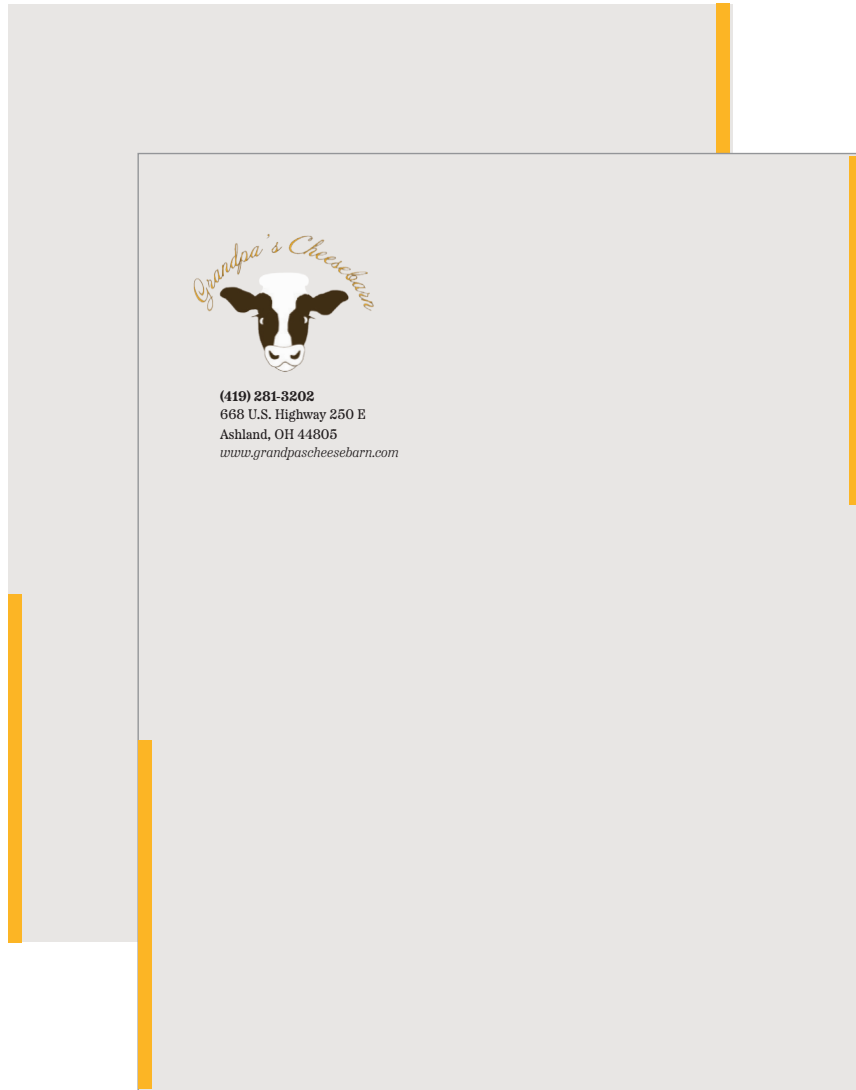 Grandpa's Cheesebarn
(419) 281-3202
668 U.S. Highway 250 E
Ashland, OH 44805
www.grandpascheesebarn.com